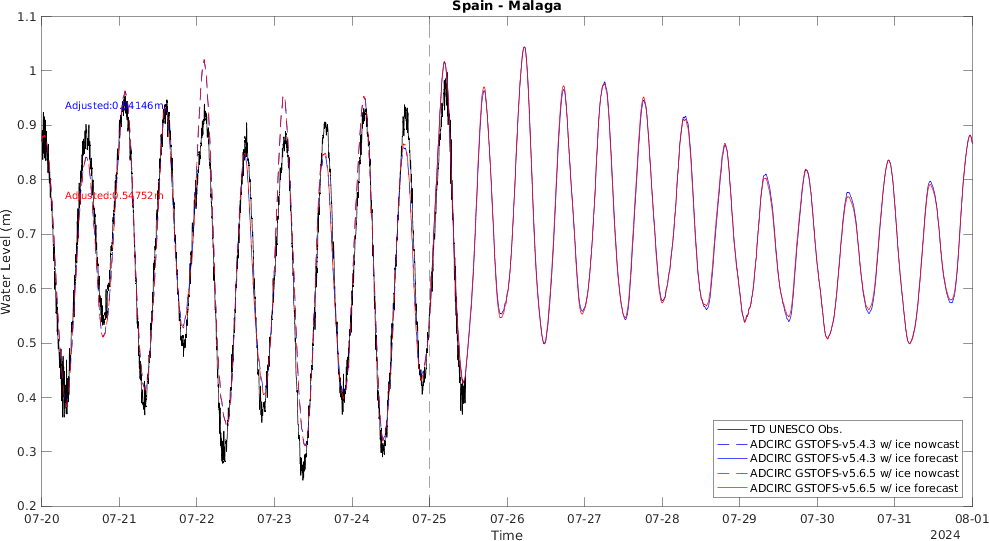 Spain - Malaga
1.1
1
0.9
0.8
0.7
0.6
0.5
0.4
0.3
0.2
Water Level (m)
Adjusted:0.54146m
Adjusted:0.54752m
TD UNESCO Obs.
ADCIRC GSTOFS-v5.4.3 w/ ice nowcast
ADCIRC GSTOFS-v5.4.3 w/ ice forecast
ADCIRC GSTOFS-v5.6.5 w/ ice nowcast
ADCIRC GSTOFS-v5.6.5 w/ ice forecast
07-20 07-21 07-22 07-23 07-24 07-25 07-26 07-27 07-28 07-29 07-30 07-31 08-01
Time
2024